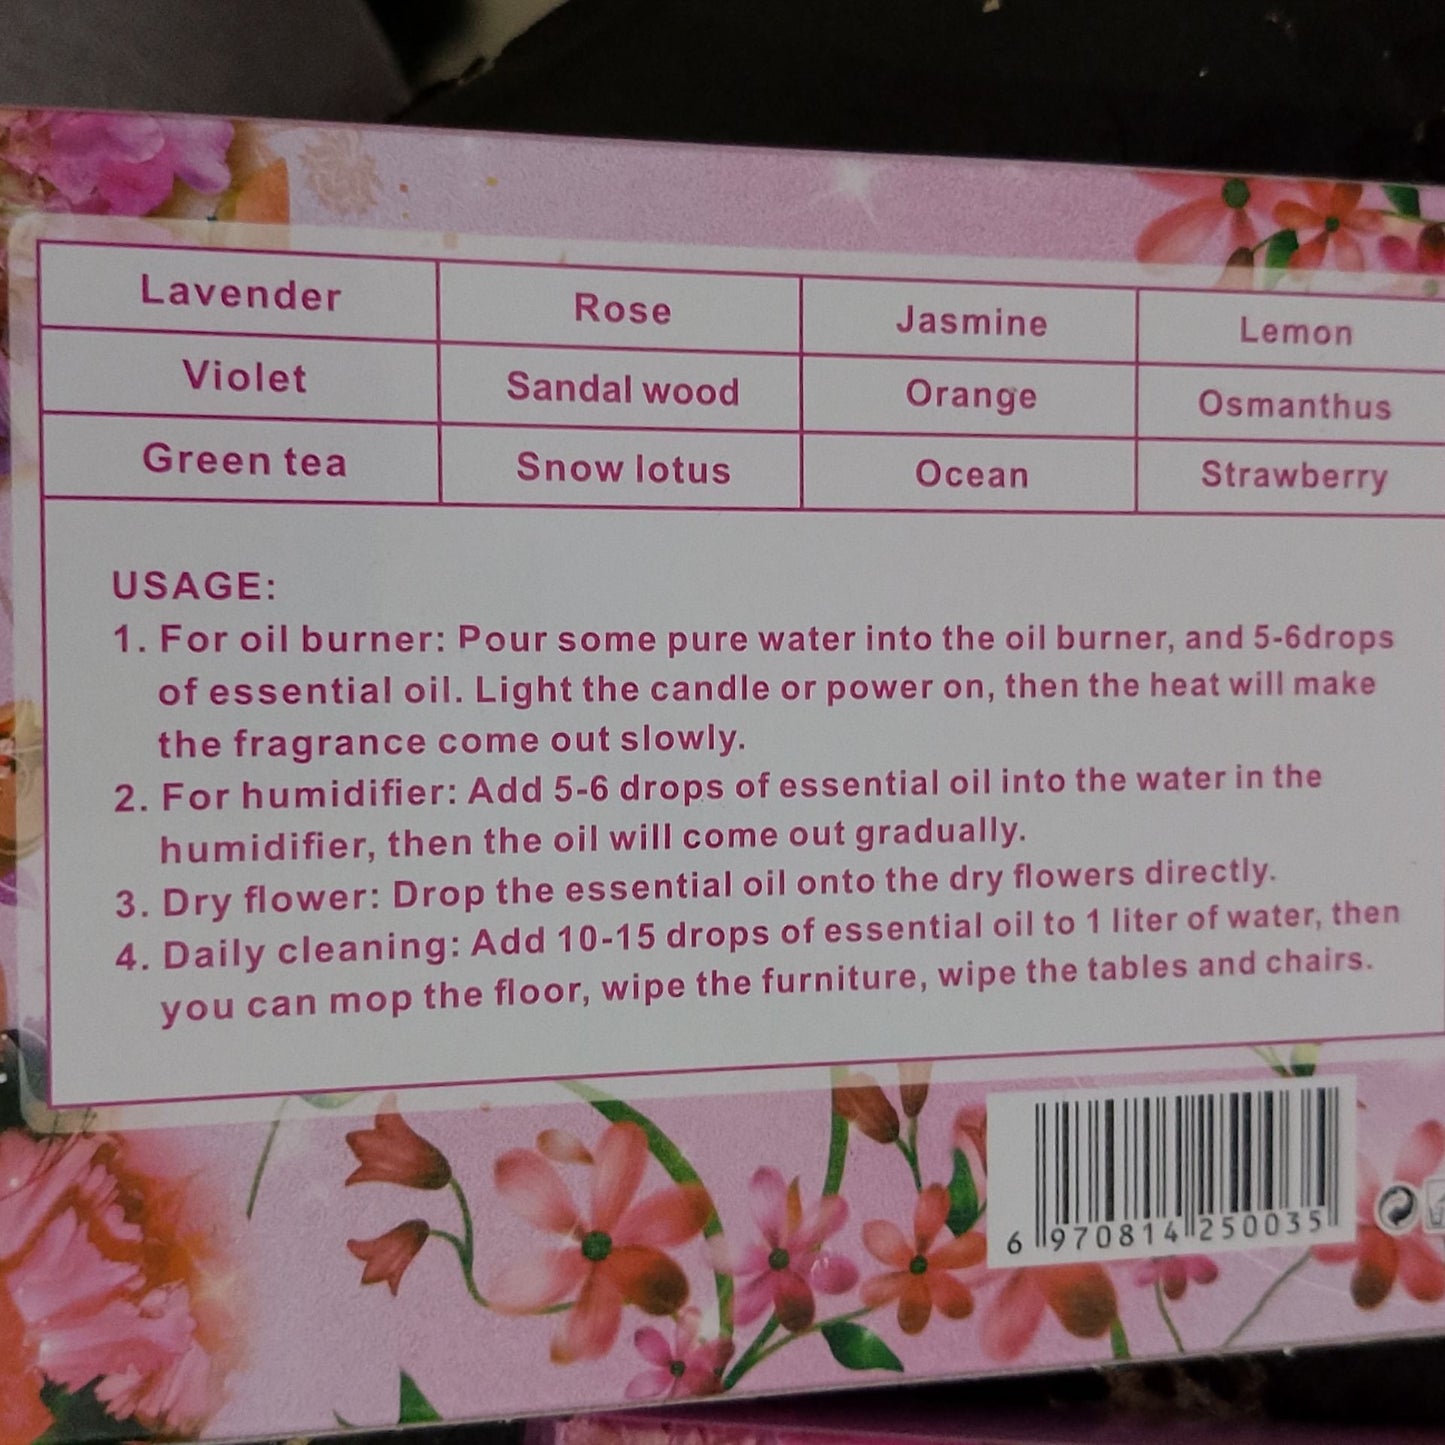 Lavender Rose Jasmine Lemon
Violet Sandal wood Orange Osmanthus
Green tea Snow lotus Ocean Strawberry
USAGE:
1. For oil burner: Pour some pure water into the oil burner, and 5-6drops
of essential oil. Light the candle or power on, then the heat will make
the fragrance come out slowly.
2. For humidifier: Add 5-6 drops of essential oil into the water in the
humidifier, then the oil will come out gradually.
3. Dry flower: Drop the essential oil onto the dry flowers directly.
4. Daily cleaning: Add 10-15 drops of essential oil to 1 liter of water, then
you can mop the floor, wipe the furniture, wipe the tables and chairs.
6 970814 250035